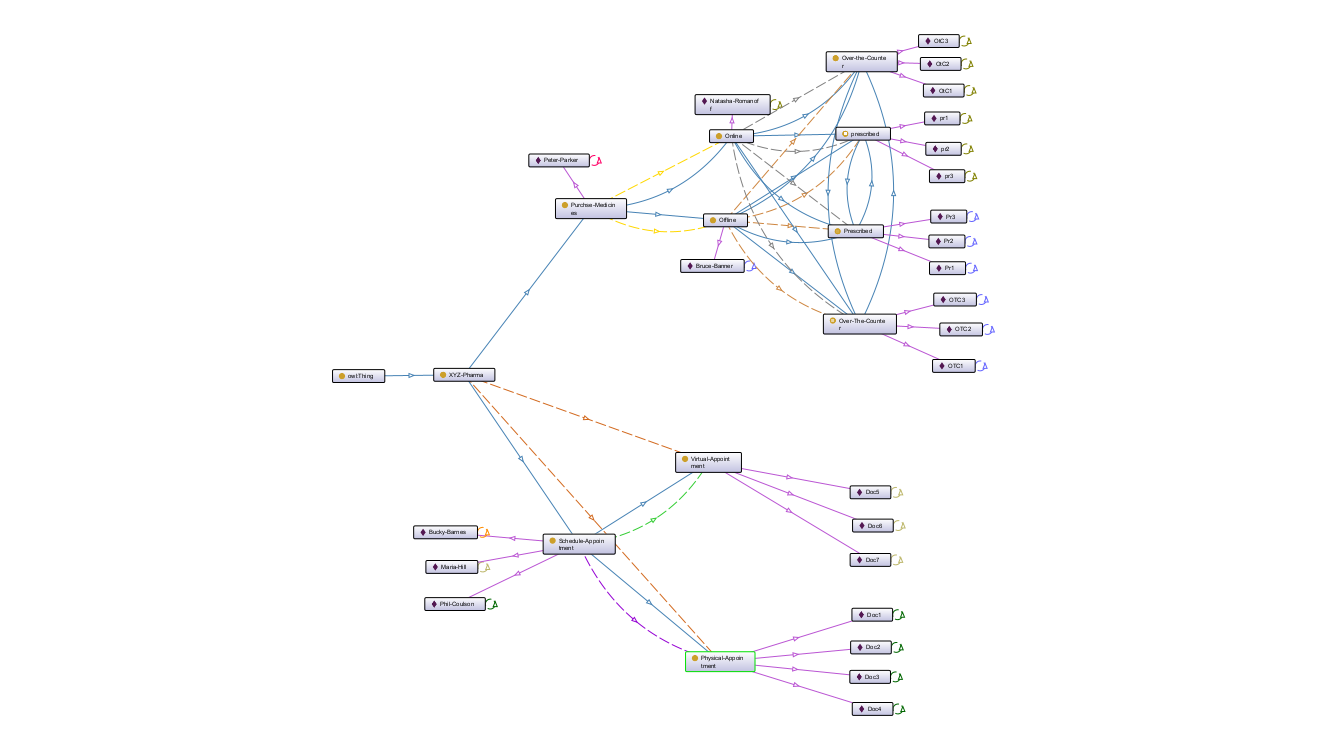 OtC3
Over-the-Counte
r
OtC2
OtC1
Natasha-Romanof
f
pr1
Online
prescribed
pr2
Peter-Parker
pr3
Purchse-Medicin
es
Offline
Pr3
Prescribed
Pr2
Bruce-Banner
Pr1
OTC3
Over-The-Counte
r
OTC2
OTC1
owl:Thing
XYZ-Pharma
Virtual-Appoint
ment
Doc5
Doc6
Bucky-Barnes
Schedule-Appoin
tment
Doc7
Maria-Hill
Phil-Coulson
Doc1
Doc2
Physical-Appoin
tment
Doc3
Doc4